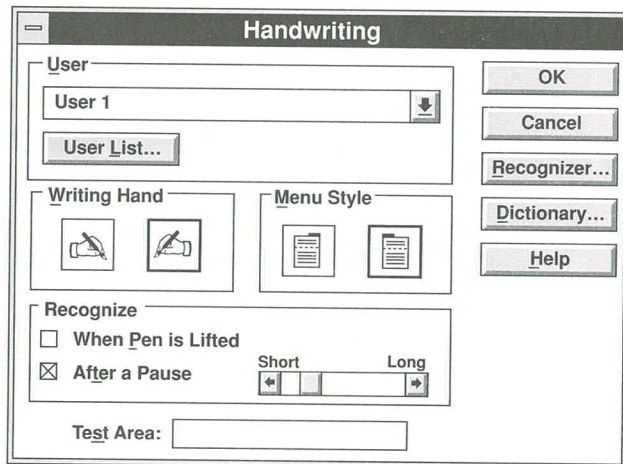 Handwriting
User
User 1
User List...
OK
Cancel
Recognizer...
Dictionary...
Help
Writing Hand
Menu Style
Recognize
When Pen is Lifted
After a Pause
Short Long
Test Area: